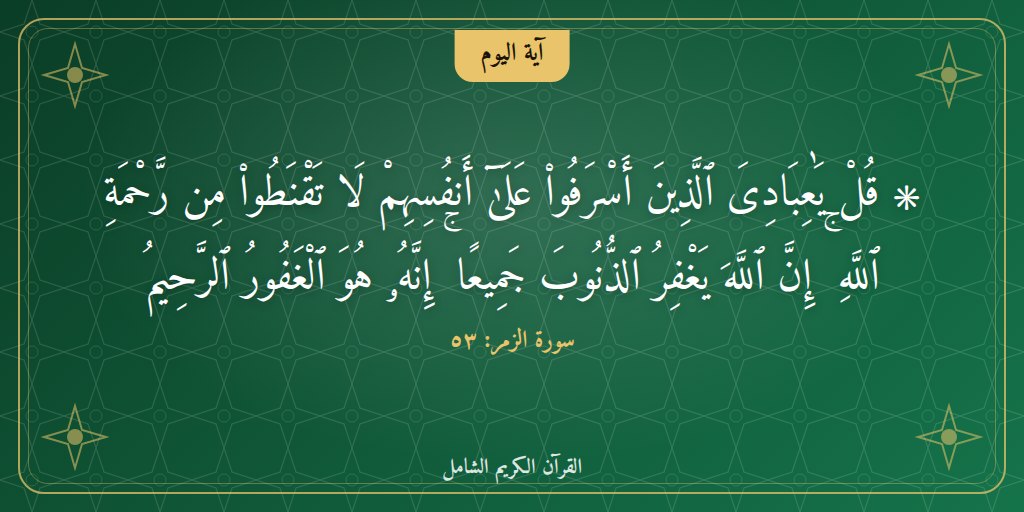 آية اليوم
۞ قُلْ يَٰعِبَادِىَ ٱلَّذِينَ أَسْرَفُوا۟ عَلَىٰٓ أَنفُسِهِمْ لَا تَقْنَطُوا۟ مِن رَّحْمَةِ
ٱللَّهِ ۚ إِنَّ ٱللَّهَ يَغْفِرُ ٱلذُّنُوبَ جَمِيعًا ۚ إِنَّهُۥ هُوَ ٱلْغَفُورُ ٱلرَّحِيمُ
سورة الزمر: ٥٣
القرآن الكريم الشامل